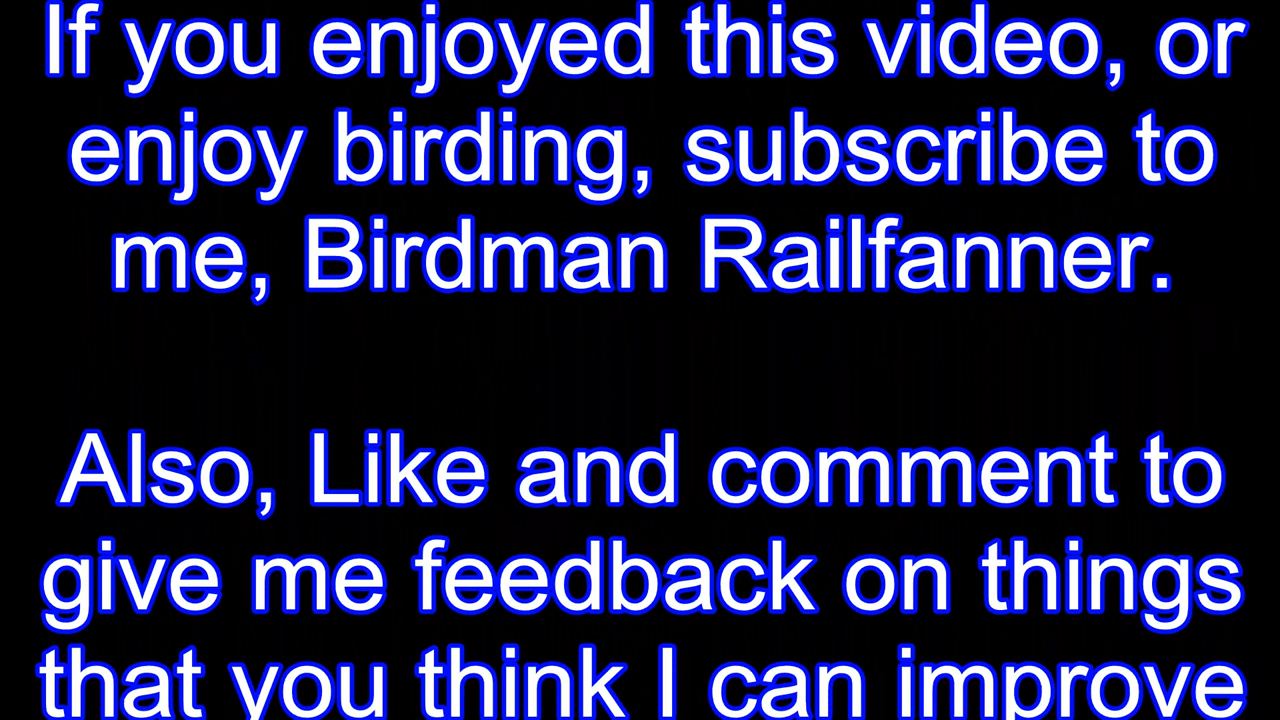 If you enjoyed this video, or
enjoy birding, subscribe to
me, Birdman Railfanner.
Also, Like and comment to
give me feedback on things
that you think I can improve